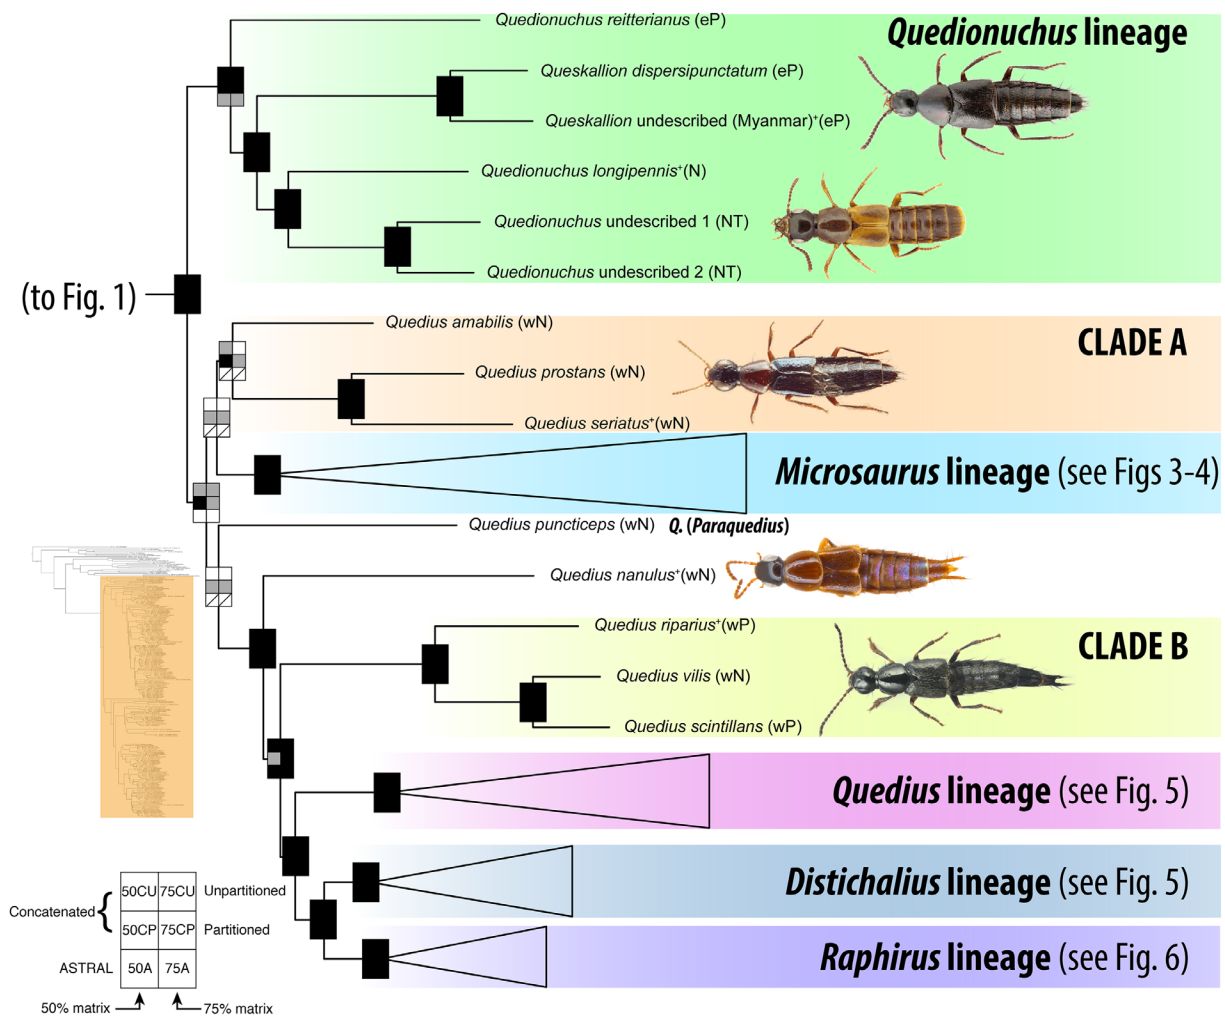 Quedionuchus reitterianus (eP)
Quedionuchus lineage
Queskallion dispersipunctatum (eP)
Queskallion undescribed (Myanmar)⁺(eP)
Quedionuchus longipennis⁺(N)
Quedionuchus undescribed 1 (NT)
Quedionuchus undescribed 2 (NT)
(to Fig. 1)
Quedius amabilis (wN)
CLADE A
Quedius prostans (wN)
Quedius seriatus⁺(wN)
Microsaurus lineage (see Figs 3-4)
Quedius puncticeps (wN) Q. (Paraquedius)
Quedius nanulus⁺(wN)
Quedius riparius⁺(wP)
CLADE B
Quedius vilis (wN)
Quedius scintillans (wP)
Quedius lineage (see Fig. 5)
Distichalius lineage (see Fig. 5)
Raphirus lineage (see Fig. 6)
50CU 75CU Unpartitioned
Concatenated
50CP 75CP Partitioned
ASTRAL 50A 75A
50% matrix 75% matrix